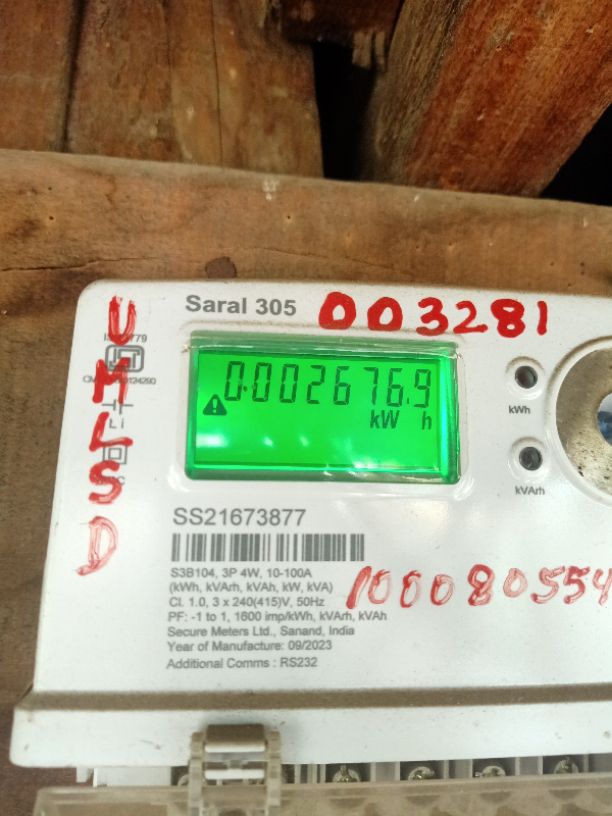 Saral 305
003281
UMLSD
0.002676.9
kW h
kWh
kVArh
SS21673877
S3B104, 3P 4W, 10-100A
(kWh, kVArh, kVAh, kW, kVA)
Cl. 1.0, 3 x 240(415)V, 50Hz
PF: -1 to 1, 1600 imp/kWh, kVArh, kVAh
Secure Meters Ltd., Sanand, India
Year of Manufacture: 09/2023
Additional Comms : RS232